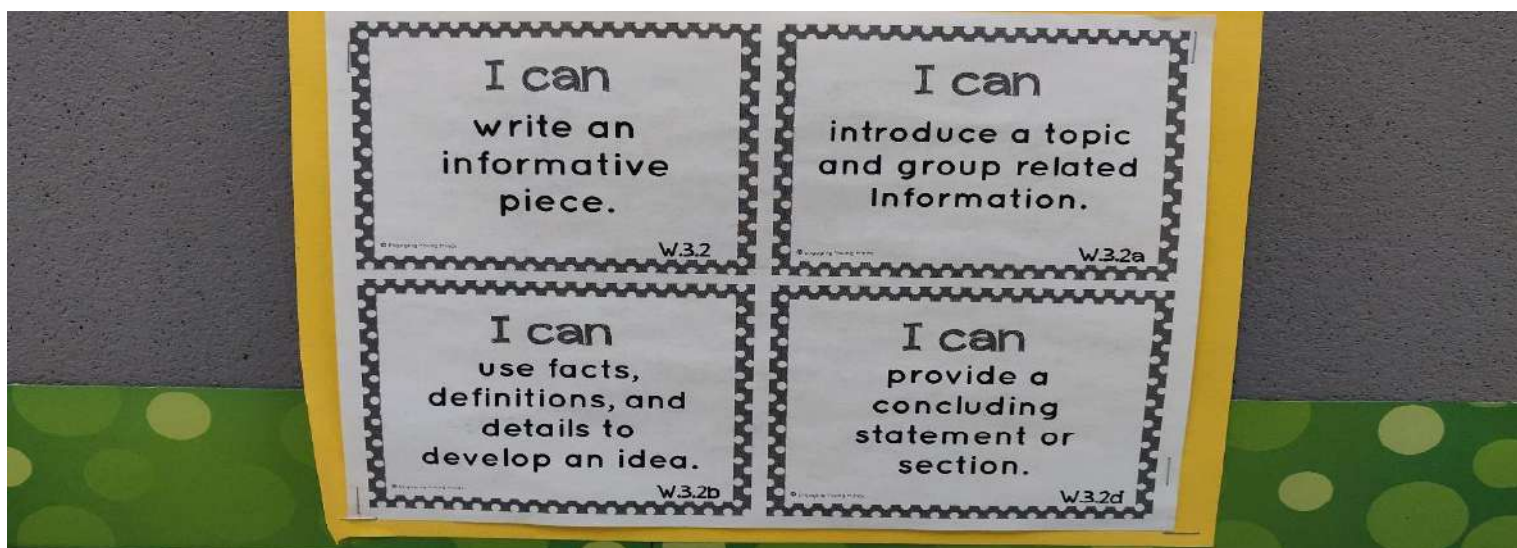 I can
write an
informative
piece.
W.3.2
I can
introduce a topic
and group related
Information.
W.3.2a
I can
use facts,
definitions, and
details to
develop an idea.
W.3.2b
I can
provide a
concluding
statement or
section.
W.3.2d